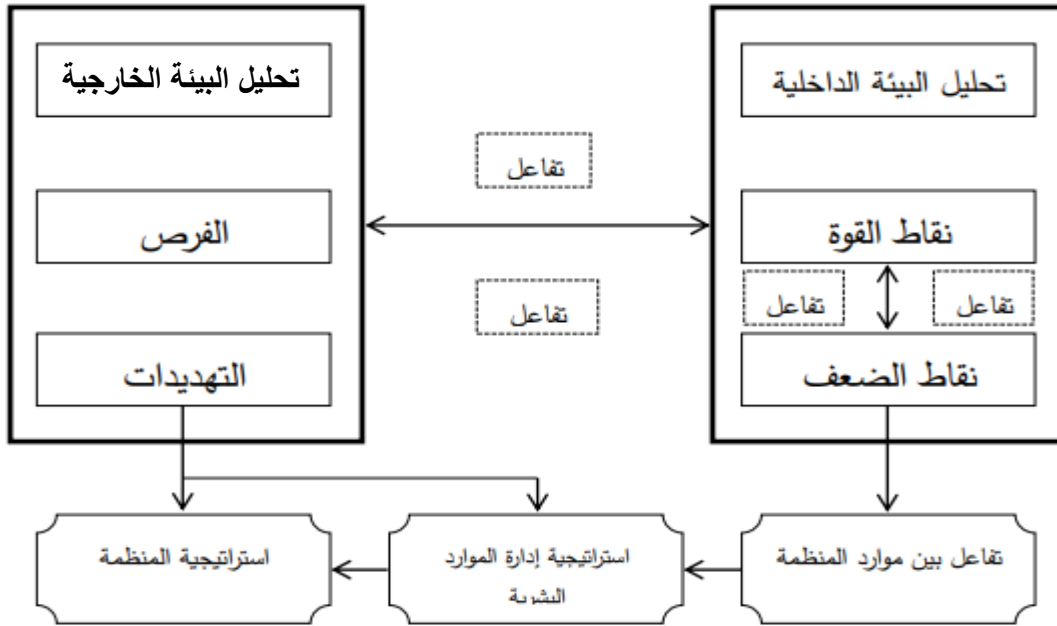 تحليل البيئة الداخلية
تحليل البيئة الخارجية
تفاعل
نقاط القوة
الفرص
تفاعل
تفاعل
تفاعل
نقاط الضعف
التهديدات
تفاعل بين موارد المنظمة
استراتيجية إدارة الموارد
البشرية
استراتيجية المنظمة